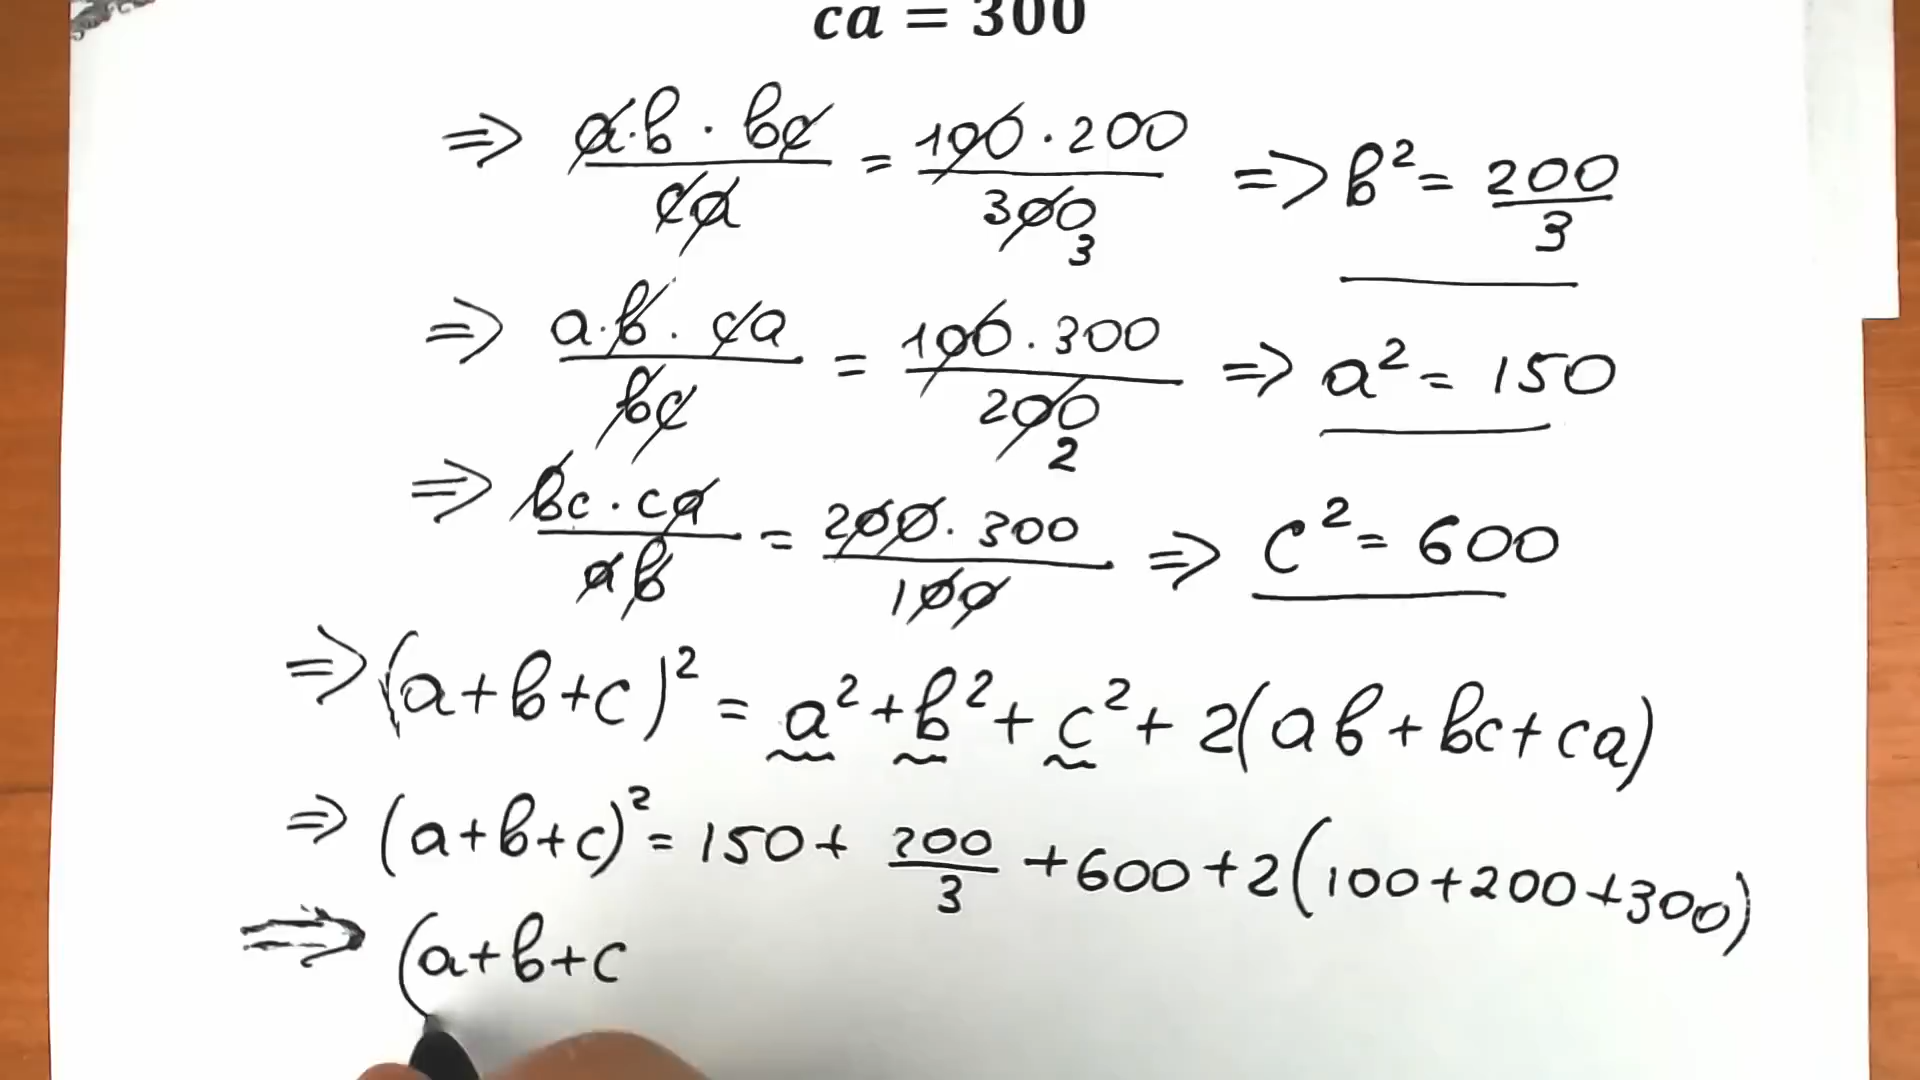 ca = 300
⇒ a·b · bc / ca = 100 · 200 / 300 3 ⇒ b² = 200 / 3
⇒ a·b · ca / bc = 100 · 300 / 200 2 ⇒ a² = 150
⇒ bc · ca / ab = 200 · 300 / 100 ⇒ c² = 600
⇒ (a+b+c)² = a² + b² + c² + 2(ab + bc + ca)
⇒ (a+b+c)² = 150 + 200 / 3 + 600 + 2(100 + 200 + 300)
⇒ (a+b+c